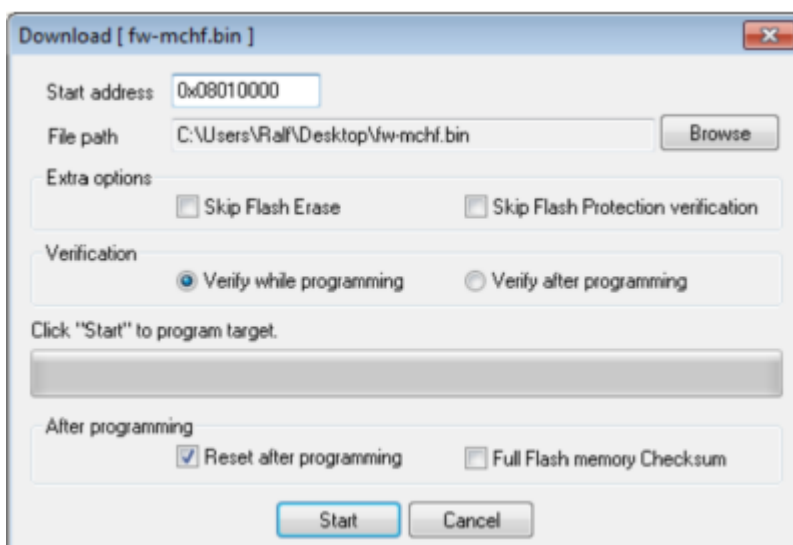 Download [ fw-mchf.bin ]
Start address 0x08010000
File path C:\Users\Ralf\Desktop\fw-mchf.bin Browse
Extra options
Skip Flash Erase Skip Flash Protection verification
Verification
Verify while programming Verify after programming
Click "Start" to program target.
After programming
Reset after programming Full Flash memory Checksum
Start Cancel